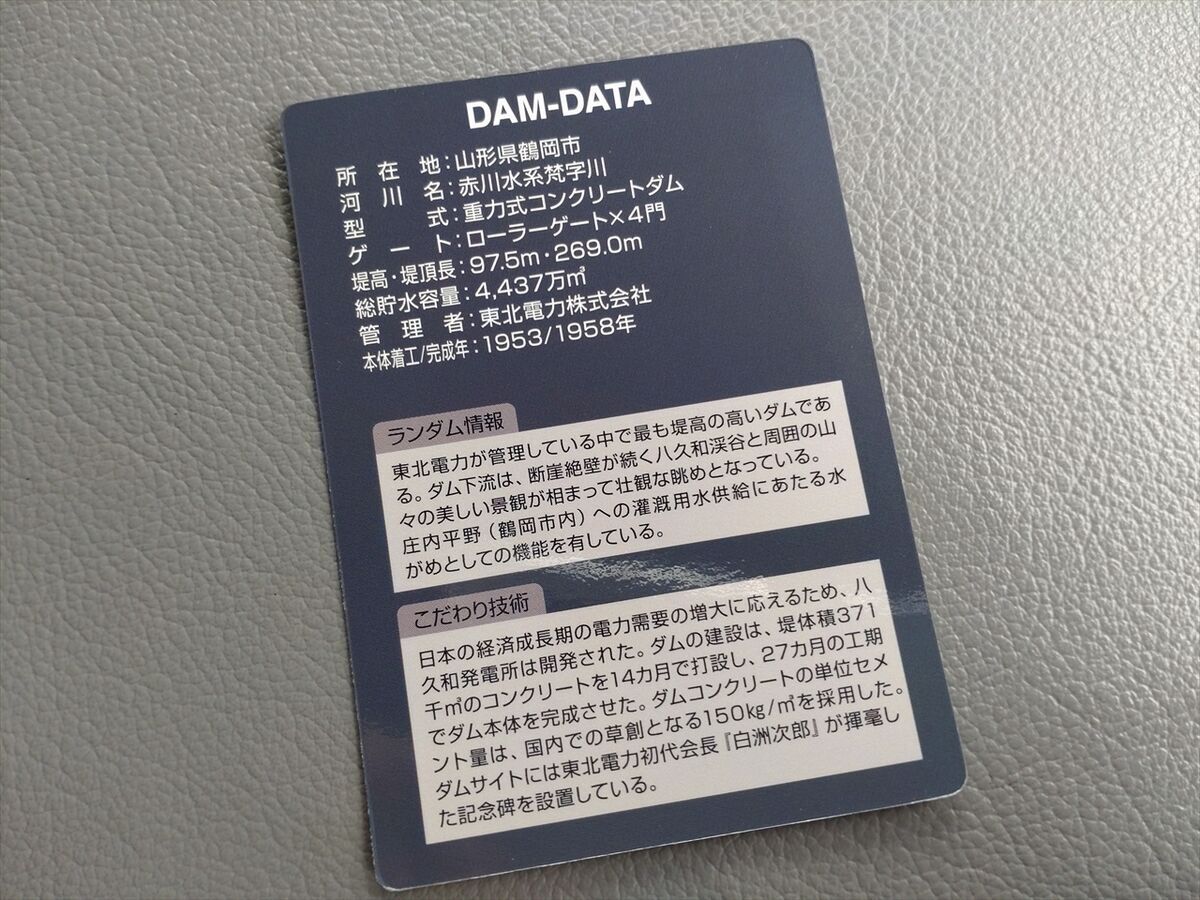 DAM-DATA
所在地：山形県鶴岡市
河川名：赤川水系梵字川
型式：重力式コンクリートダム
ゲート：ローラーゲート×4門
堤高・堤頂長：97.5m・269.0m
総貯水容量：4,437万㎥
管理者：東北電力株式会社
本体着工/完成年：1953/1958年
ランダム情報
東北電力が管理している中で最も堤高の高いダムであ
る。ダム下流は、断崖絶壁が続く八久和渓谷と周囲の山
々の美しい景観が相まって壮観な眺めとなっている。
庄内平野（鶴岡市内）への灌漑用水供給にあたる水
がめとしての機能を有している。
こだわり技術
日本の経済成長期の電力需要の増大に応えるため、八
久和発電所は開発された。ダムの建設は、堤体積371
千㎥のコンクリートを14カ月で打設し、27カ月の工期
でダム本体を完成させた。ダムコンクリートの単位セメ
ント量は、国内での草創となる150㎏/㎥を採用した。
ダムサイトには東北電力初代会長『白洲次郎』が揮毫し
た記念碑を設置している。